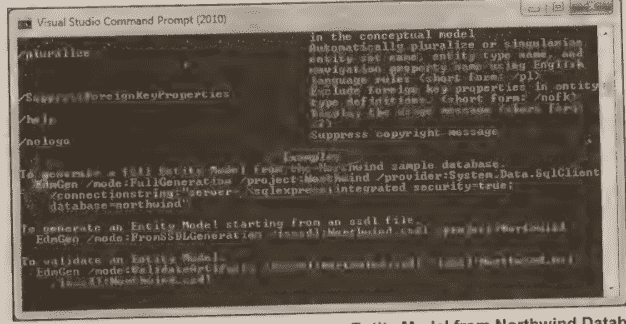 Visual Studio Command Prompt (2010)
in the conceptual model
/pluralize Automatically pluralize or singularize
entity set name, entity type name, and
navigation property name using English
language rules (short form: /pl)
/SuppressForeignKeyProperties Exclude foreign key properties in entity
type definitions. (short form: /nofk)
/help Display the usage message (short form:
/?)
/nologo Suppress copyright message
Examples
To generate a full Entity Model from the Northwind sample database.
EdmGen /mode:FullGeneration /project:Northwind /provider:System.Data.SqlClient
/connectionstring:"server= \sqlexpress;integrated security=true;
database=northwind"
To generate an Entity Model starting from an ssdl file.
EdmGen /mode:FromSSDLGeneration
To validate an Entity Model.
EdmGen /mode:ValidateArtifacts
Entity Model from Northwind Datab